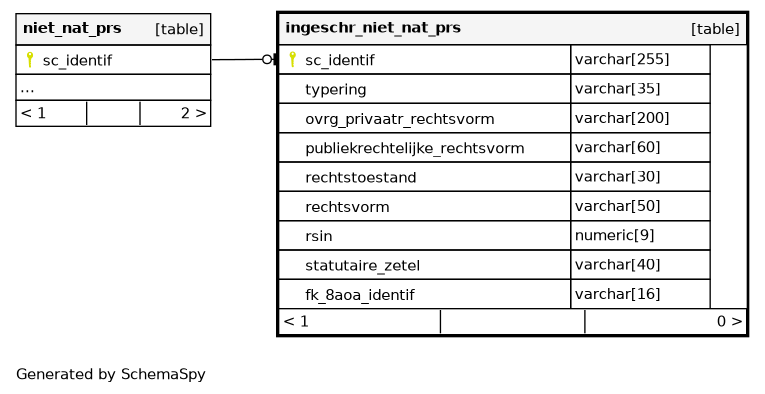 niet_nat_prs [table]
sc_identif
...
< 1 2 >
ingeschr_niet_nat_prs [table]
sc_identif varchar[255]
typering varchar[35]
ovrg_privaatr_rechtsvorm varchar[200]
publiekrechtelijke_rechtsvorm varchar[60]
rechtstoestand varchar[30]
rechtsvorm varchar[50]
rsin numeric[9]
statutaire_zetel varchar[40]
fk_8aoa_identif varchar[16]
< 1 0 >
Generated by SchemaSpy